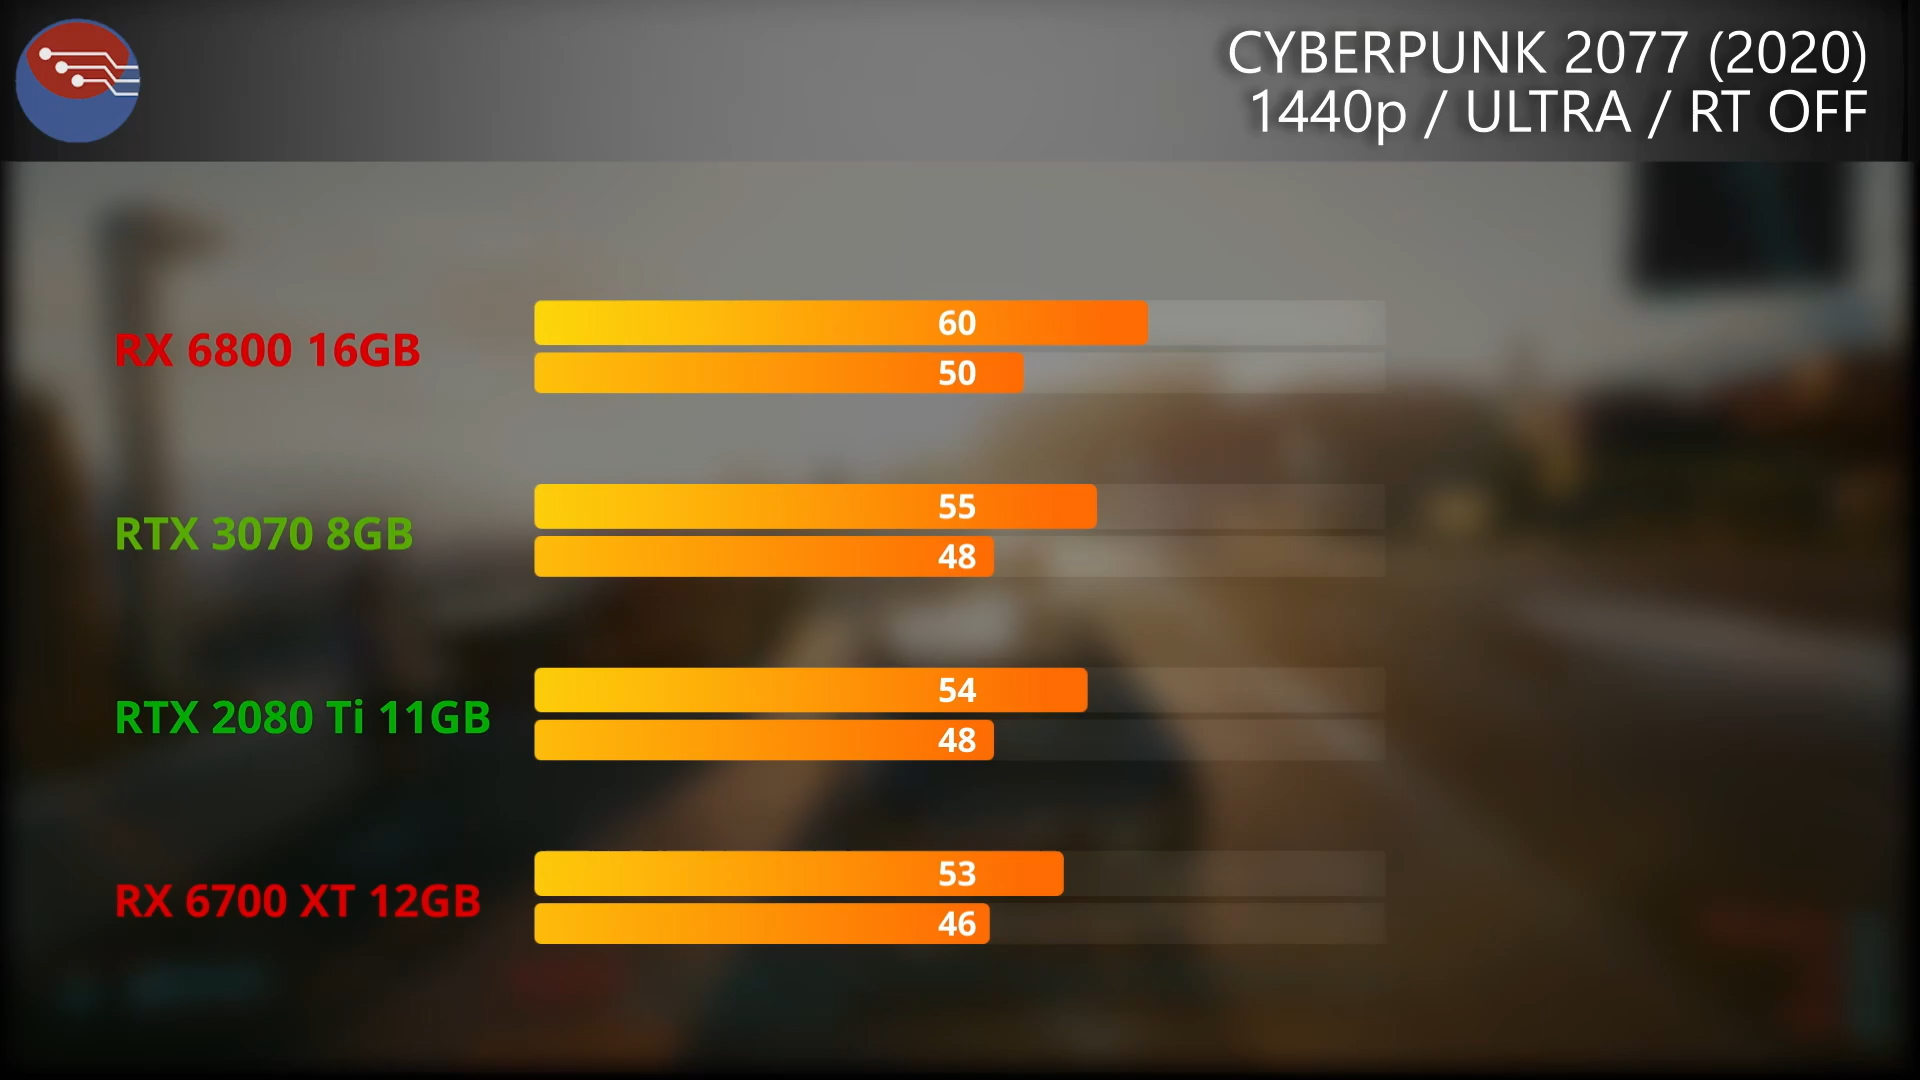 CYBERPUNK 2077 (2020)
1440p / ULTRA / RT OFF
RX 6800 16GB
60
50
RTX 3070 8GB
55
48
RTX 2080 Ti 11GB
54
48
RX 6700 XT 12GB
53
46